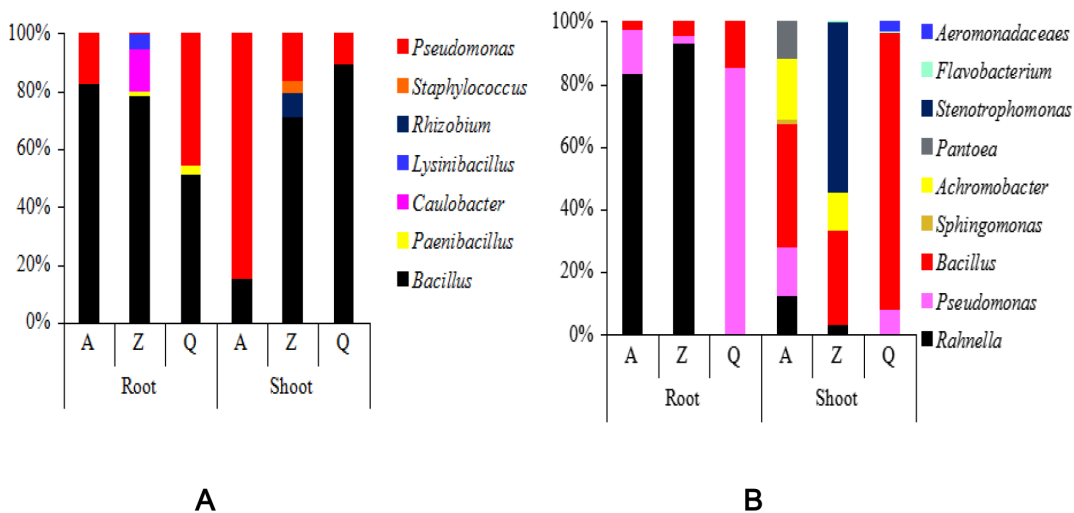 100%
80%
60%
40%
20%
0%
A Z Q A Z Q
Root Shoot
Pseudomonas
Staphylococcus
Rhizobium
Lysinibacillus
Caulobacter
Paenibacillus
Bacillus
A
100%
80%
60%
40%
20%
0%
A Z Q A Z Q
Root Shoot
Aeromonadaceaes
Flavobacterium
Stenotrophomonas
Pantoea
Achromobacter
Sphingomonas
Bacillus
Pseudomonas
Rahnella
B